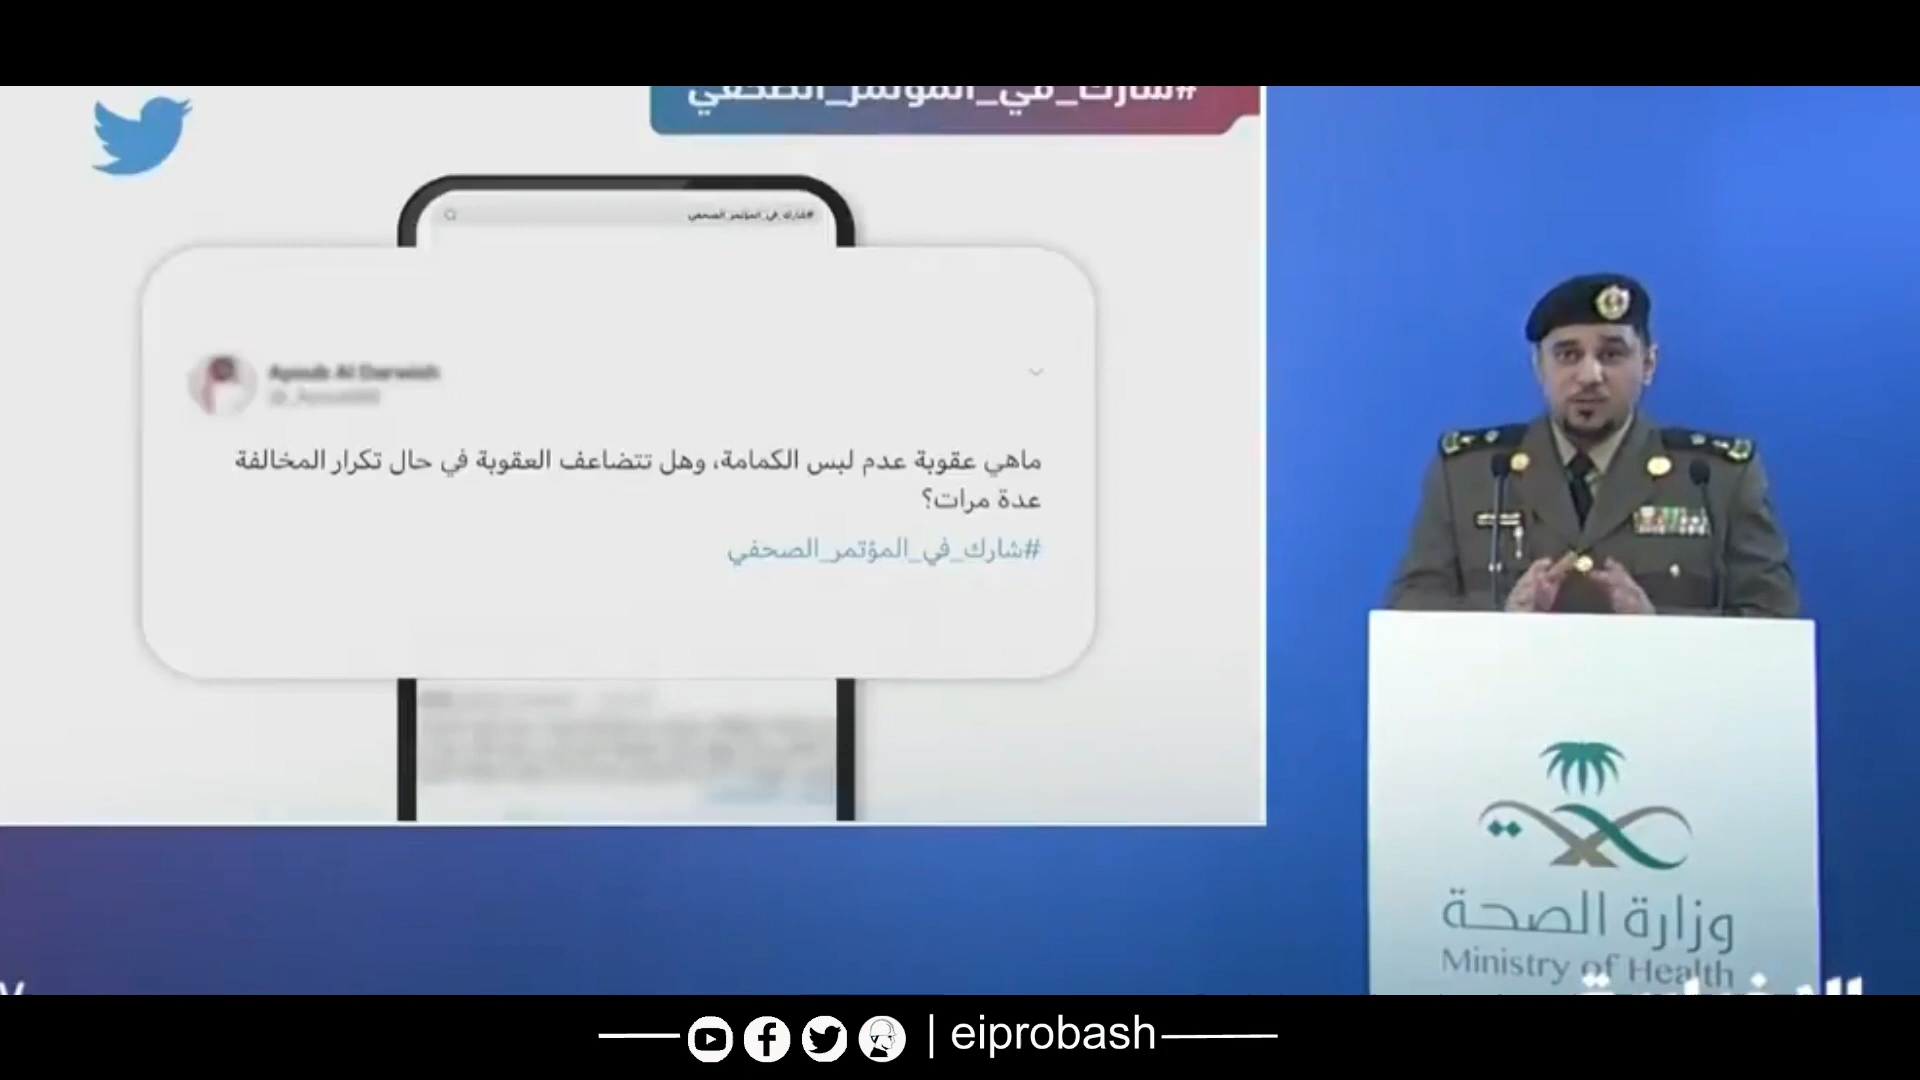 #شارك_في_المؤتمر_الصحفي
#شارك_في_المؤتمر_الصحفي
ماهي عقوبة عدم لبس الكمامة، وهل تتضاعف العقوبة في حال تكرار المخالفة
عدة مرات؟
#شارك_في_المؤتمر_الصحفي
وزارة الصحة
Ministry of Health
| eiprobash